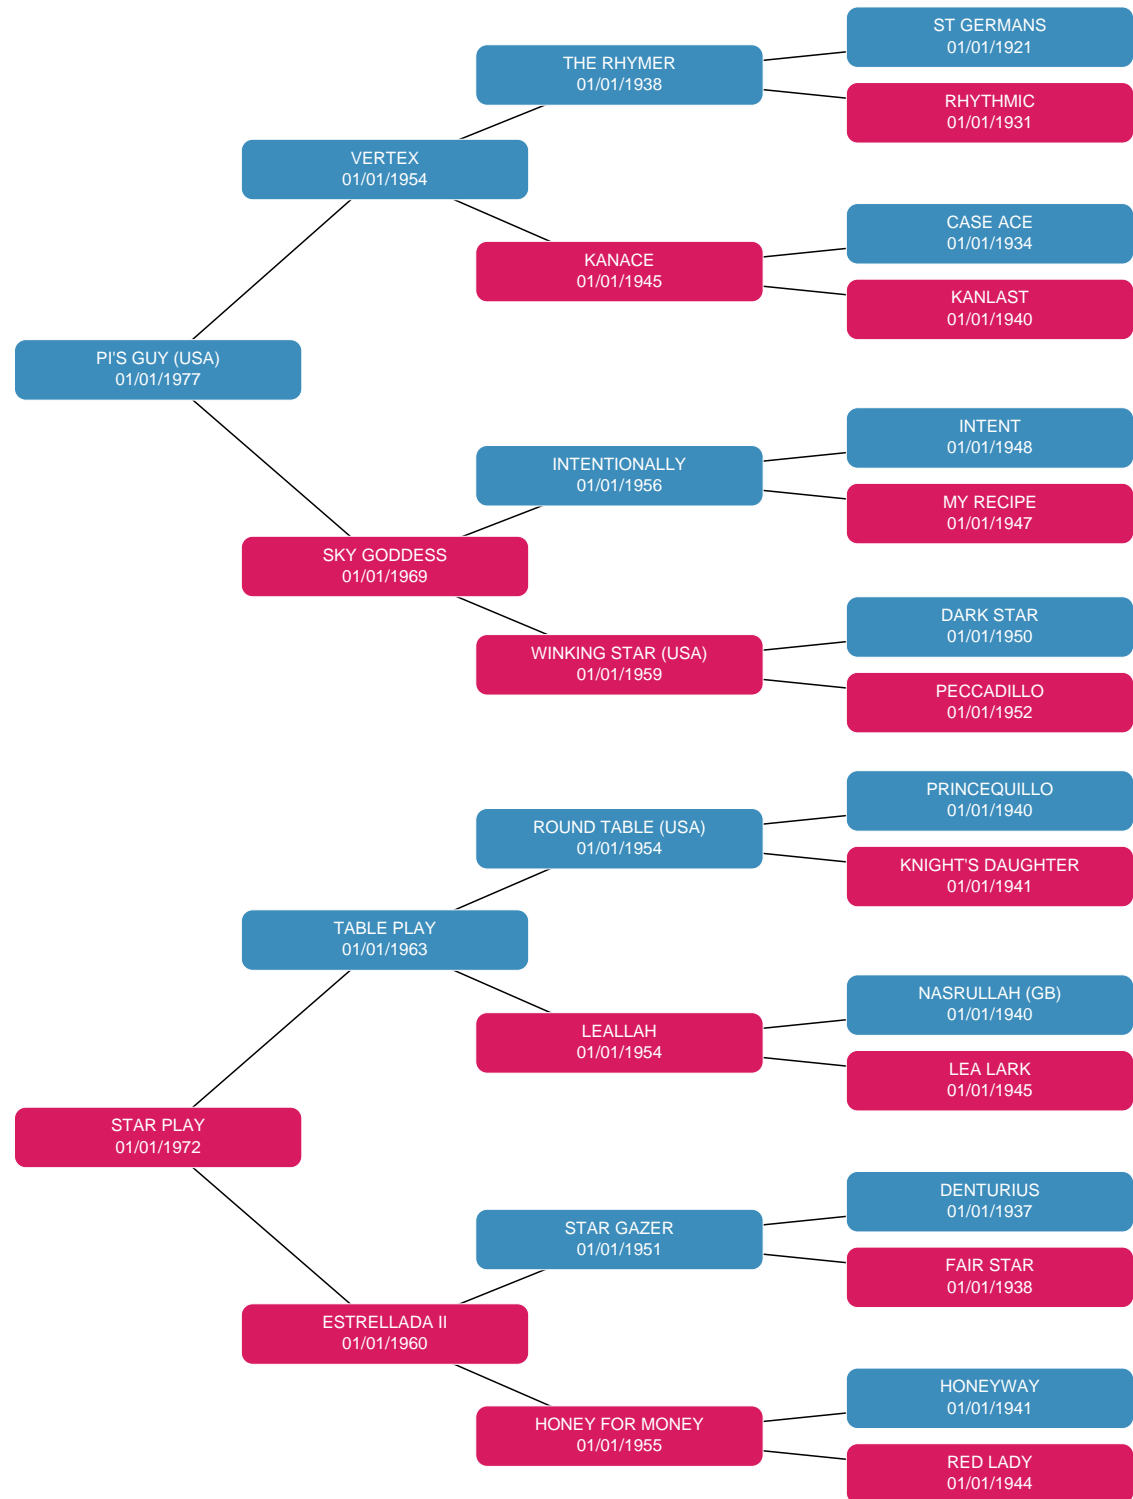 ST GERMANS
01/01/1921
THE RHYMER
01/01/1938
RHYTHMIC
01/01/1931
VERTEX
01/01/1954
CASE ACE
01/01/1934
KANACE
01/01/1945
KANLAST
01/01/1940
PI'S GUY (USA)
01/01/1977
INTENT
01/01/1948
INTENTIONALLY
01/01/1956
MY RECIPE
01/01/1947
SKY GODDESS
01/01/1969
DARK STAR
01/01/1950
WINKING STAR (USA)
01/01/1959
PECCADILLO
01/01/1952
PRINCEQUILLO
01/01/1940
ROUND TABLE (USA)
01/01/1954
KNIGHT'S DAUGHTER
01/01/1941
TABLE PLAY
01/01/1963
NASRULLAH (GB)
01/01/1940
LEALLAH
01/01/1954
LEA LARK
01/01/1945
STAR PLAY
01/01/1972
DENTURIUS
01/01/1937
STAR GAZER
01/01/1951
FAIR STAR
01/01/1938
ESTRELLADA II
01/01/1960
HONEYWAY
01/01/1941
HONEY FOR MONEY
01/01/1955
RED LADY
01/01/1944